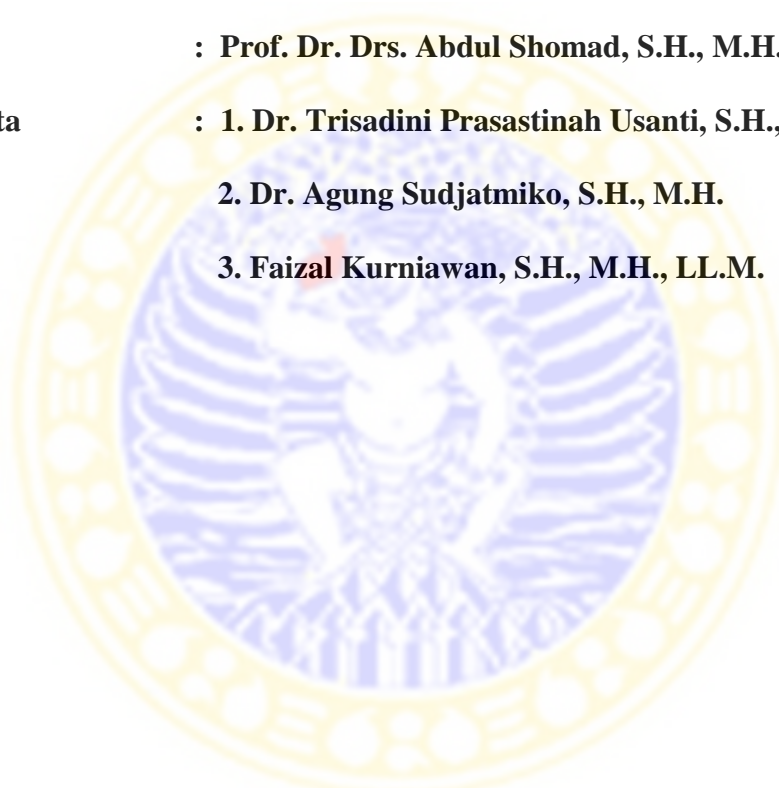 : Prof. Dr. Drs. Abdul Shomad, S.H., M.H.
ta : 1. Dr. Trisadini Prasastinah Usanti, S.H.,
2. Dr. Agung Sudjatmiko, S.H., M.H.
3. Faizal Kurniawan, S.H., M.H., LL.M.